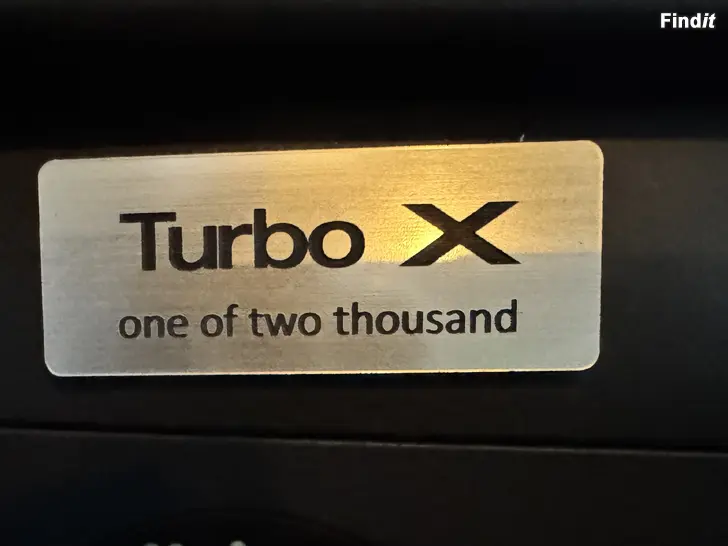 Findit
Turbo X
one of two thousand